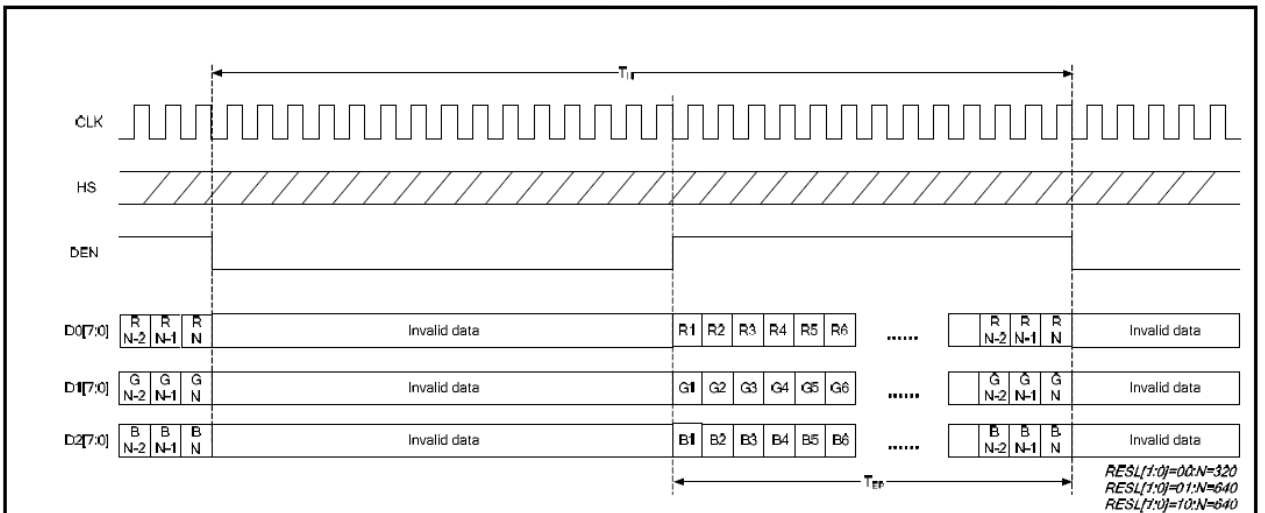 CLK
HS
DEN
D0[7:0] R N-2 R N-1 R N Invalid data R1 R2 R3 R4 R5 R6 ...... R N-2 R N-1 R N Invalid data
D1[7:0] G N-2 G N-1 G N Invalid data G1 G2 G3 G4 G5 G6 ...... G N-2 G N-1 G N Invalid data
D2[7:0] B N-2 B N-1 B N Invalid data B1 B2 B3 B4 B5 B6 ...... B N-2 B N-1 B N Invalid data
TEP
RESL[1:0]=00:N=320
RESL[1:0]=01:N=640
RESL[1:0]=10:N=640